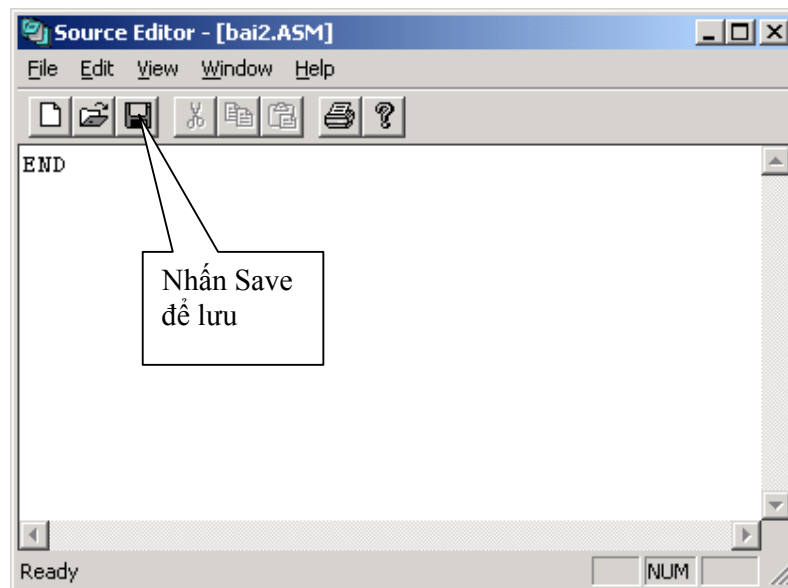 Source Editor - [bai2.ASM]
File Edit View Window Help
END
Nhấn Save
để lưu
Ready
NUM